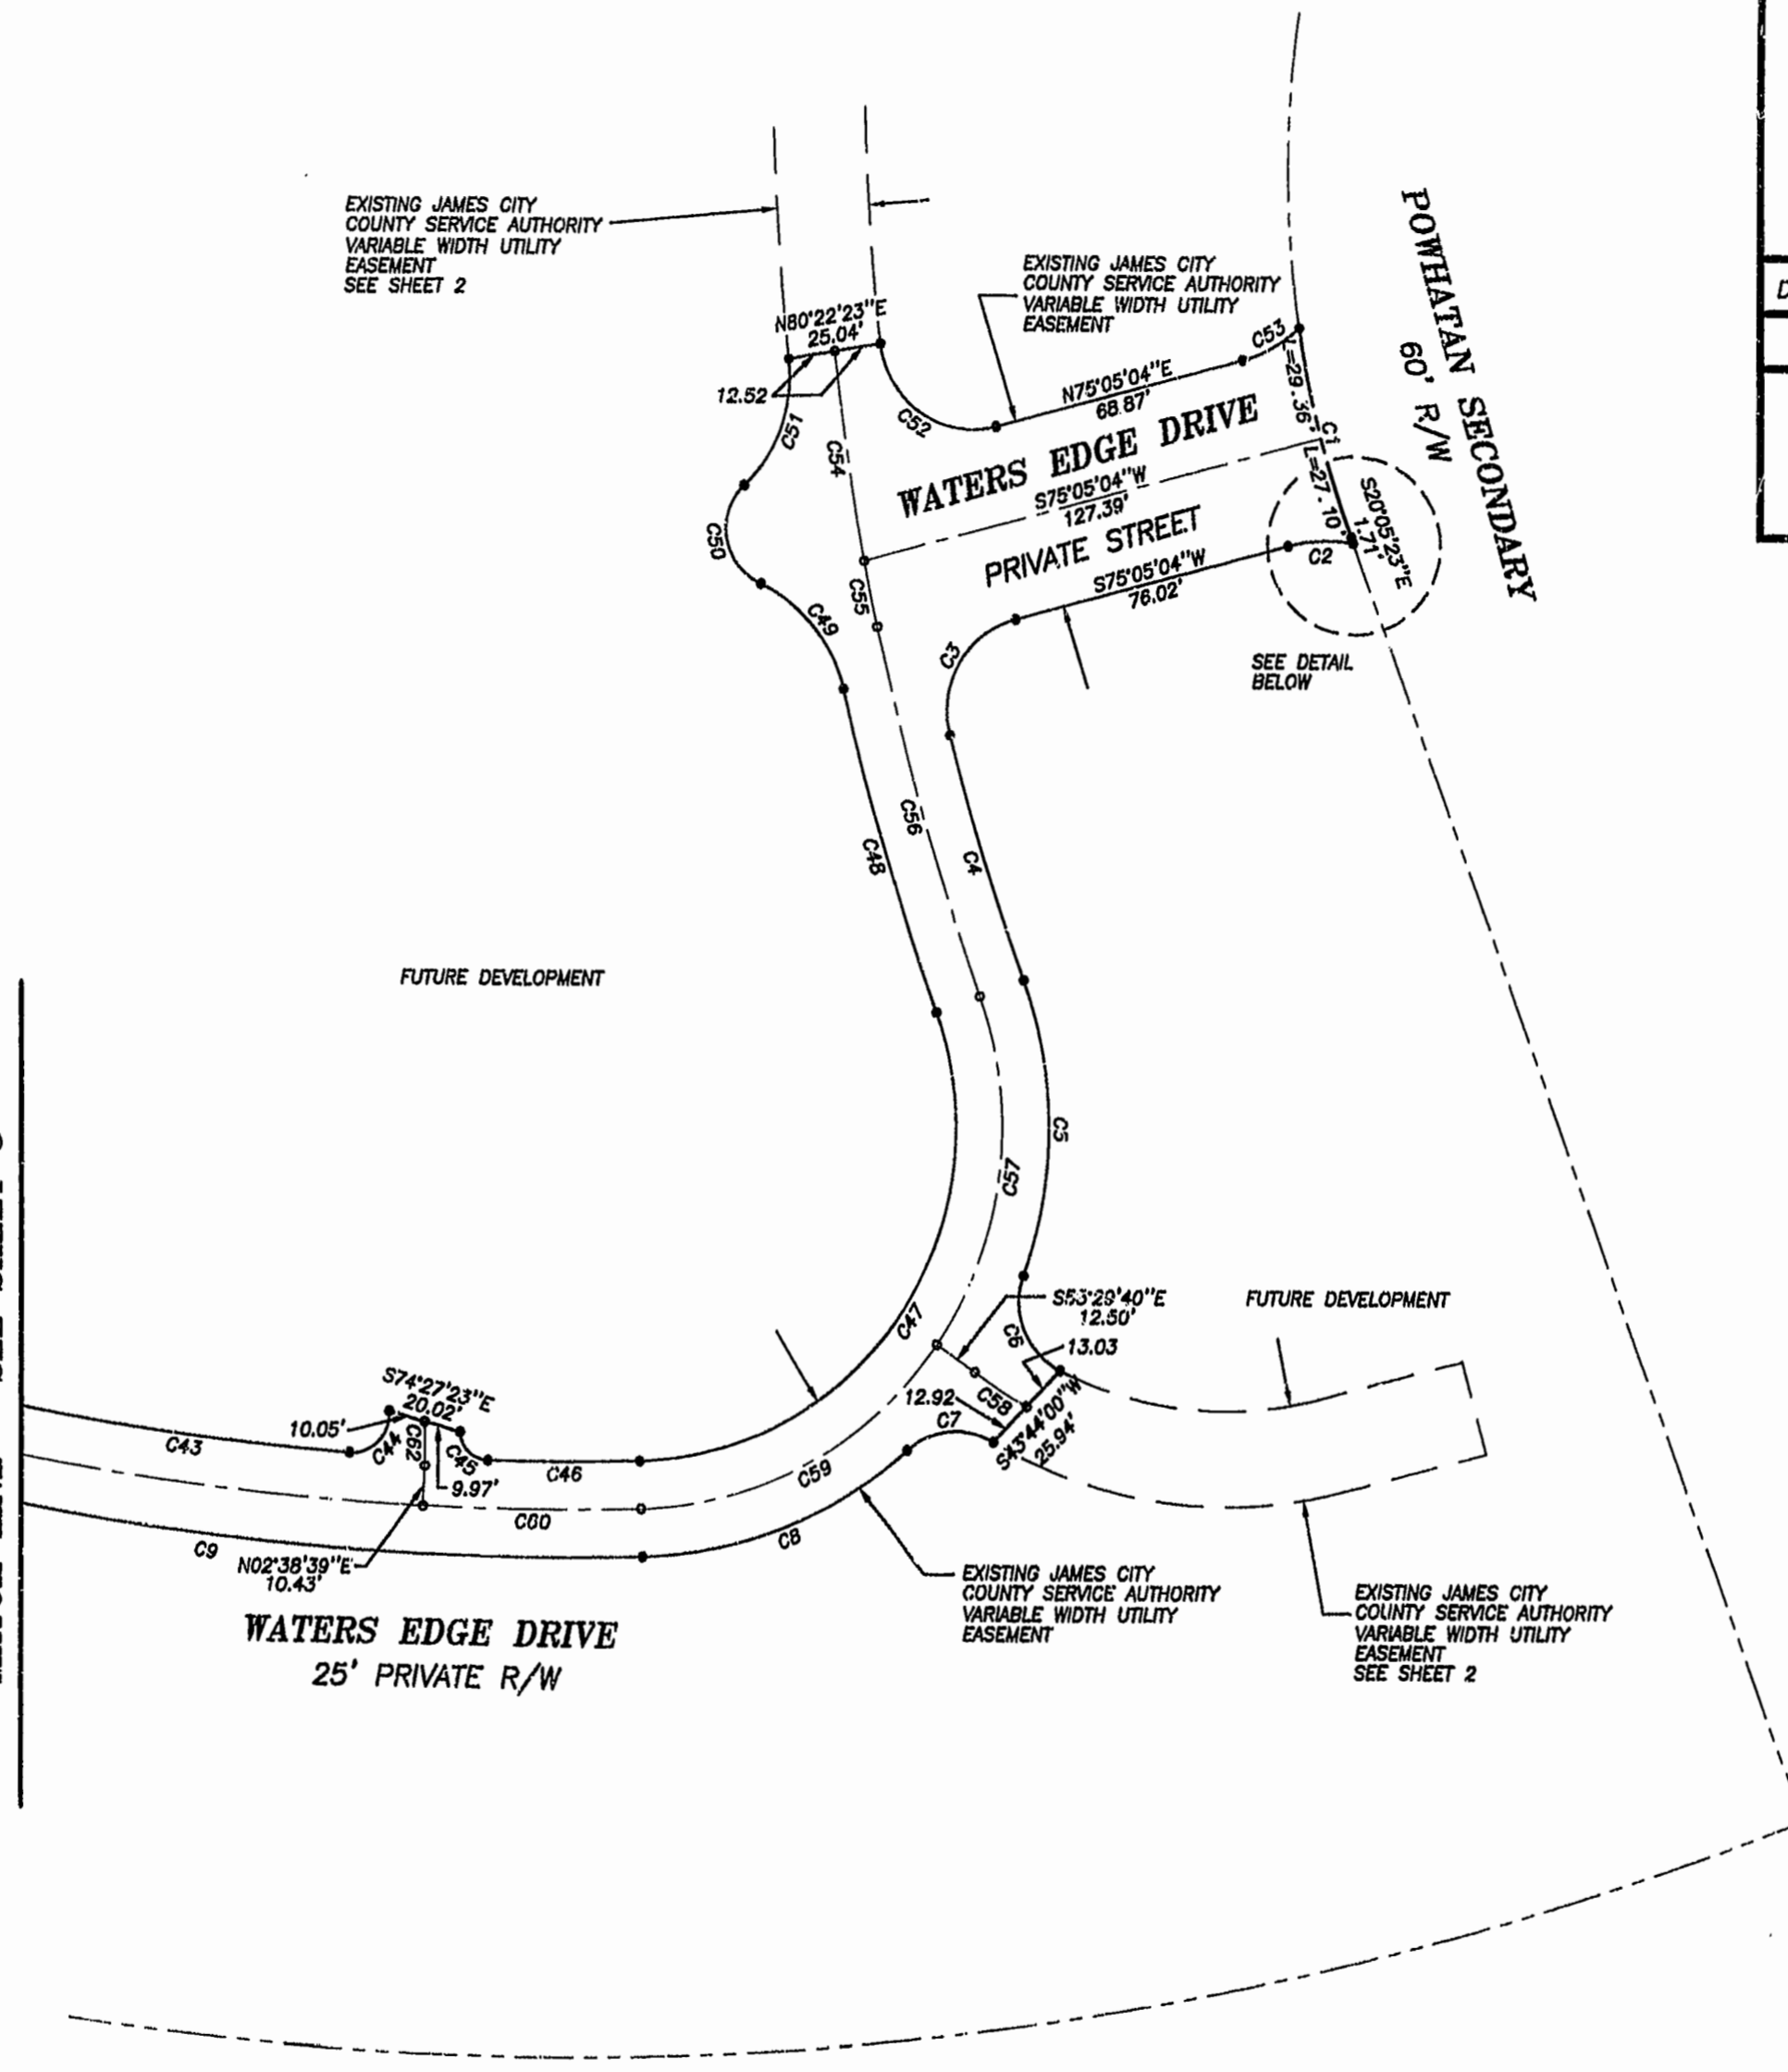 EXISTING JAMES CITY
COUNTY SERVICE AUTHORITY
VARIABLE WIDTH UTILITY
EASEMENT
SEE SHEET 2
EXISTING JAMES CITY
COUNTY SERVICE AUTHORITY
VARIABLE WIDTH UTILITY
EASEMENT
POWHATAN SECONDARY
60' R/W
N80°22'23"E
25.04'
12.52
C51
C52
C53
N75°05'04"E
68.87'
L=29.36'
C1
L=27.10'
WATERS EDGE DRIVE
S75°05'04"W
127.39'
PRIVATE STREET
S75°05'04"W
76.02'
S20°05'23"E
1.71'
C2
SEE DETAIL
BELOW
C54
C50
C55
C49
C3
C56
C48
C4
FUTURE DEVELOPMENT
C5
C57
S53°29'40"E
12.50'
FUTURE DEVELOPMENT
C47
C6
13.03
12.92
C58
C7
S43°44'00"W
25.94'
S74°27'23"E
20.02'
10.05'
C43
C44
C62
C45
9.97'
C46
C59
C60
C8
C9
N02°38'39"E
10.43'
WATERS EDGE DRIVE
25' PRIVATE R/W
EXISTING JAMES CITY
COUNTY SERVICE AUTHORITY
VARIABLE WIDTH UTILITY
EASEMENT
EXISTING JAMES CITY
COUNTY SERVICE AUTHORITY
VARIABLE WIDTH UTILITY
EASEMENT
SEE SHEET 2